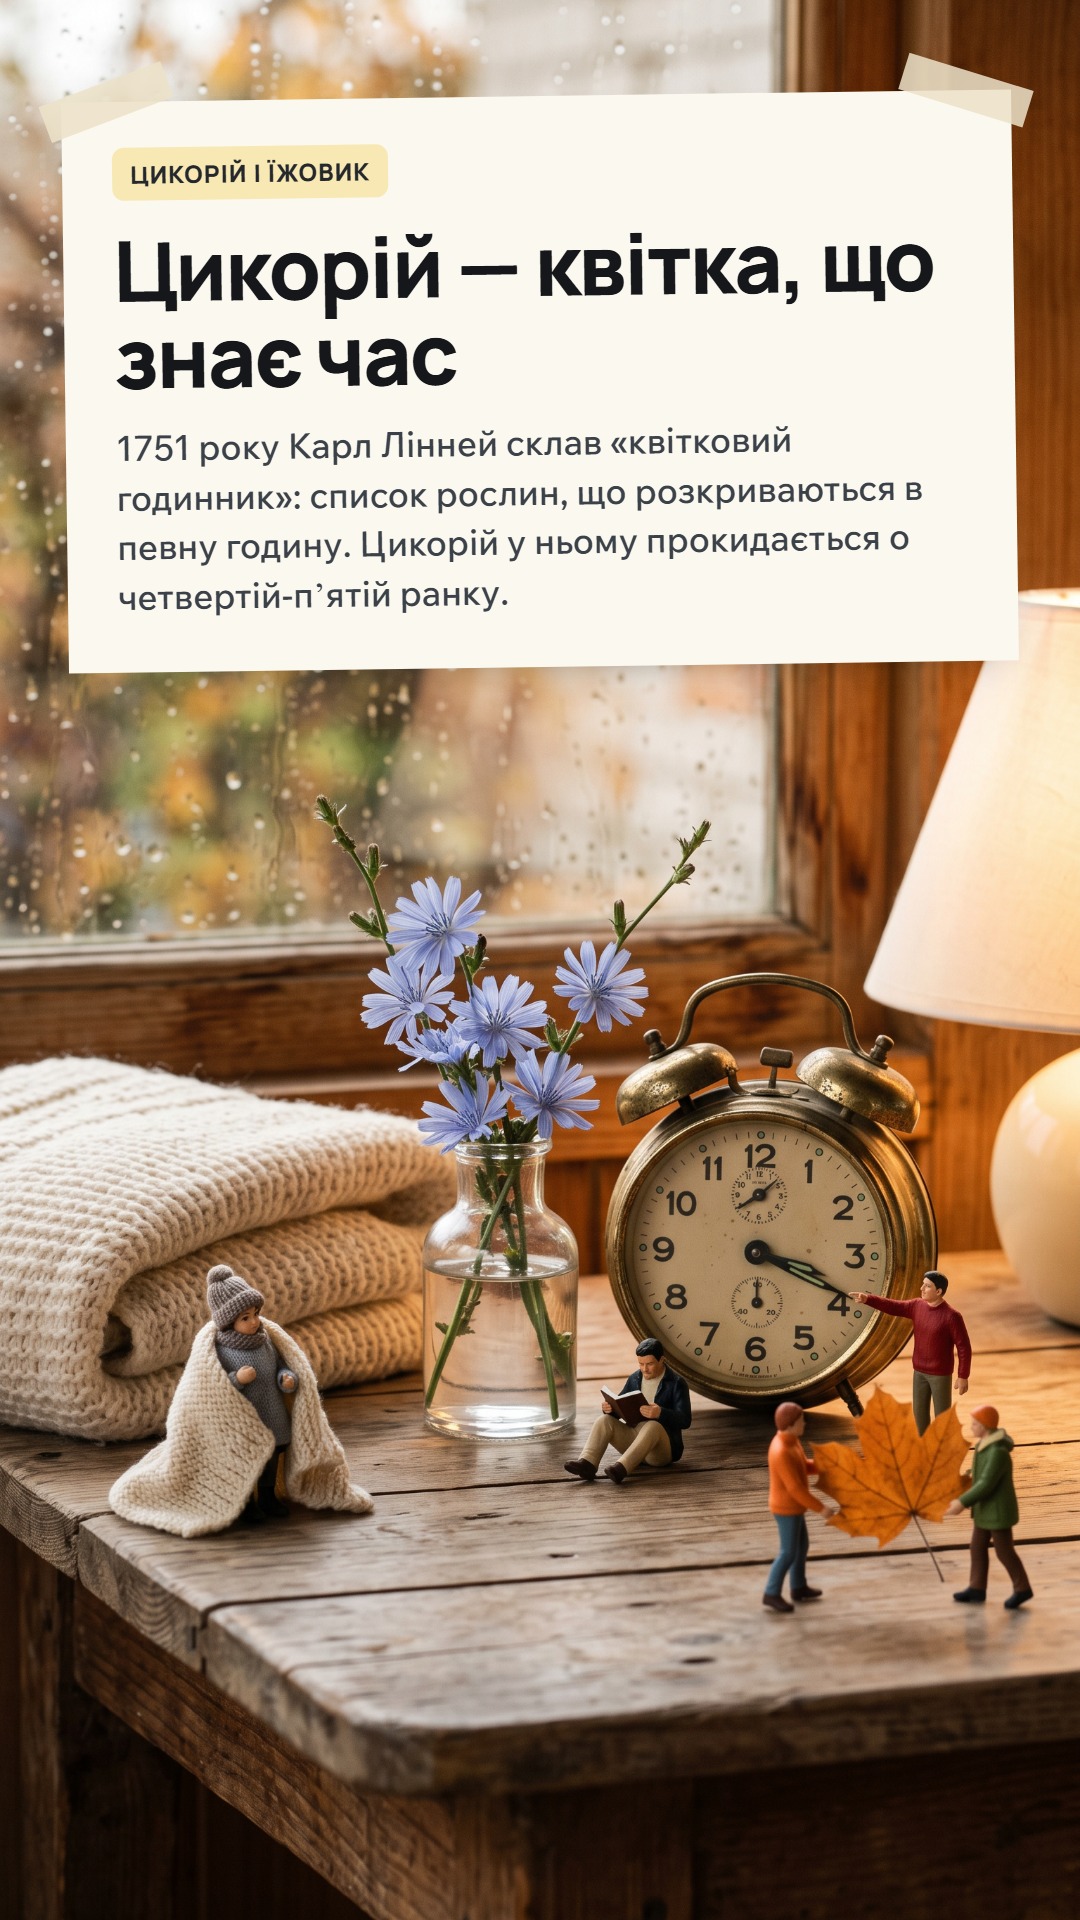 ЦИКОРІЙ І ЇЖОВИК
Цикорій — квітка, що
знає час
1751 року Карл Лінней склав «квітковий
годинник»: список рослин, що розкриваються в
певну годину. Цикорій у ньому прокидається о
четвертій-п’ятій ранку.
12
11
1
10
2
9
3
8
4
7
5
6